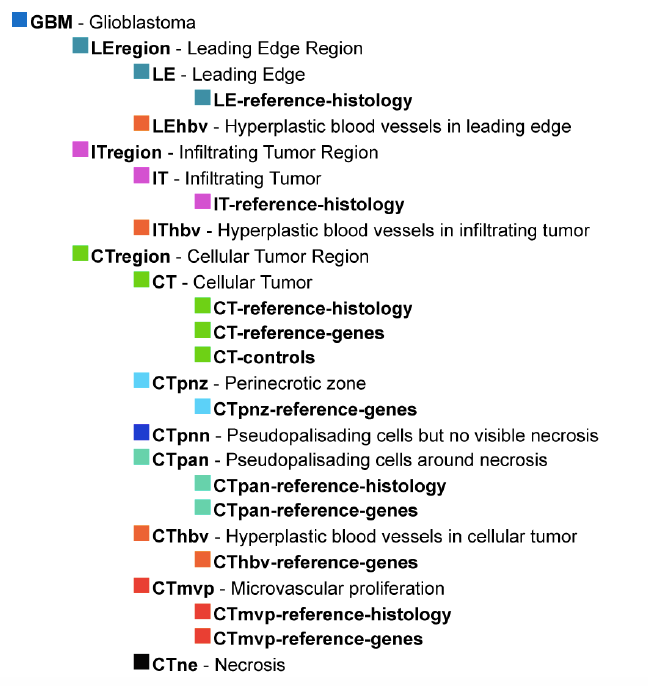 GBM - Glioblastoma
LEregion - Leading Edge Region
LE - Leading Edge
LE-reference-histology
LEhbv - Hyperplastic blood vessels in leading edge
ITregion - Infiltrating Tumor Region
IT - Infiltrating Tumor
IT-reference-histology
IThbv - Hyperplastic blood vessels in infiltrating tumor
CTregion - Cellular Tumor Region
CT - Cellular Tumor
CT-reference-histology
CT-reference-genes
CT-controls
CTpnz - Perinecrotic zone
CTpnz-reference-genes
CTpnn - Pseudopalisading cells but no visible necrosis
CTpan - Pseudopalisading cells around necrosis
CTpan-reference-histology
CTpan-reference-genes
CThbv - Hyperplastic blood vessels in cellular tumor
CThbv-reference-genes
CTmvp - Microvascular proliferation
CTmvp-reference-histology
CTmvp-reference-genes
CTne - Necrosis